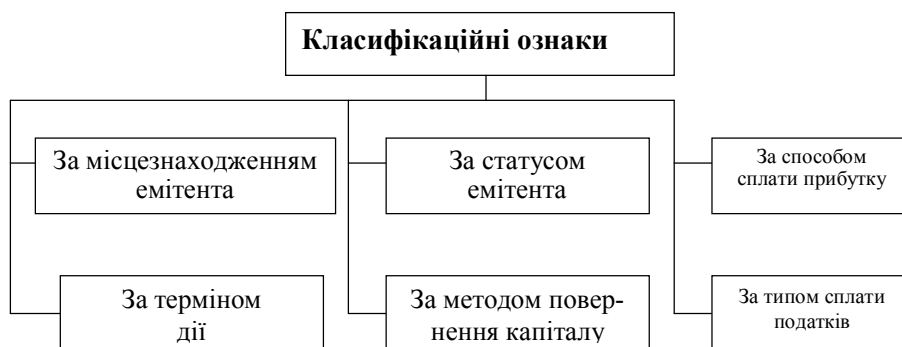 Класифікаційні ознаки
За місцезнаходженням
емітента
За статусом
емітента
За способом
сплати прибутку
За терміном
дії
За методом повер-
нення капіталу
За типом сплати
податків